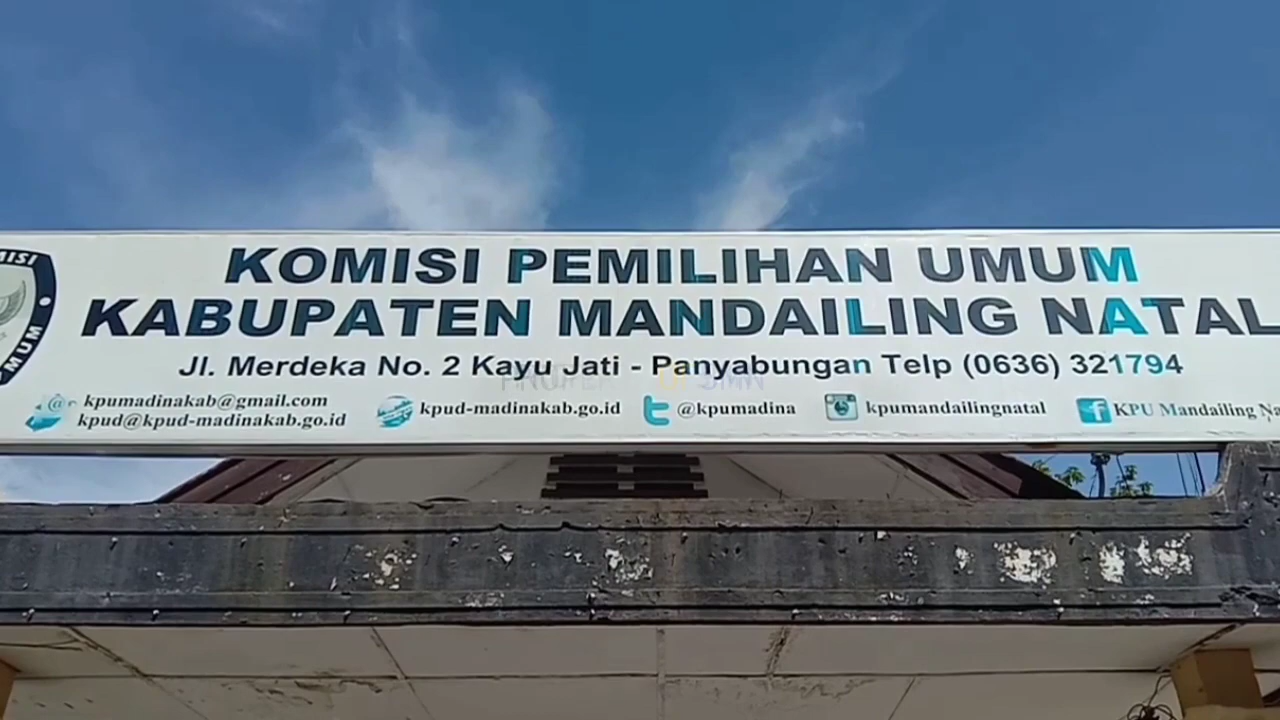 KOMISI PEMILIHAN UMUM
KABUPATEN MANDAILING NATAL
Jl. Merdeka No. 2 Kayu Jati - Panyabungan Telp (0636) 321794
kpumadinakab@gmail.com
kpud@kpud-madinakab.go.id
kpud-madinakab.go.id
@kpumadina
kpumandailingnatal
KPU Mandailing
UMUM